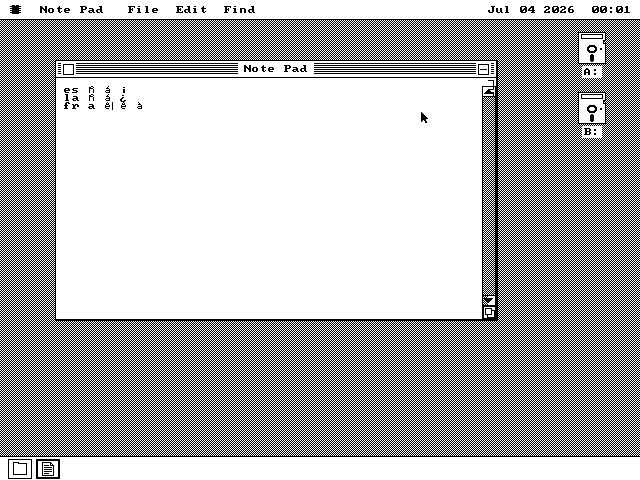 Note Pad File Edit Find Jul 04 2026 00:01
Note Pad
es ñ á ¡
la ñ á ¿
fr a é ê à
A:
B: